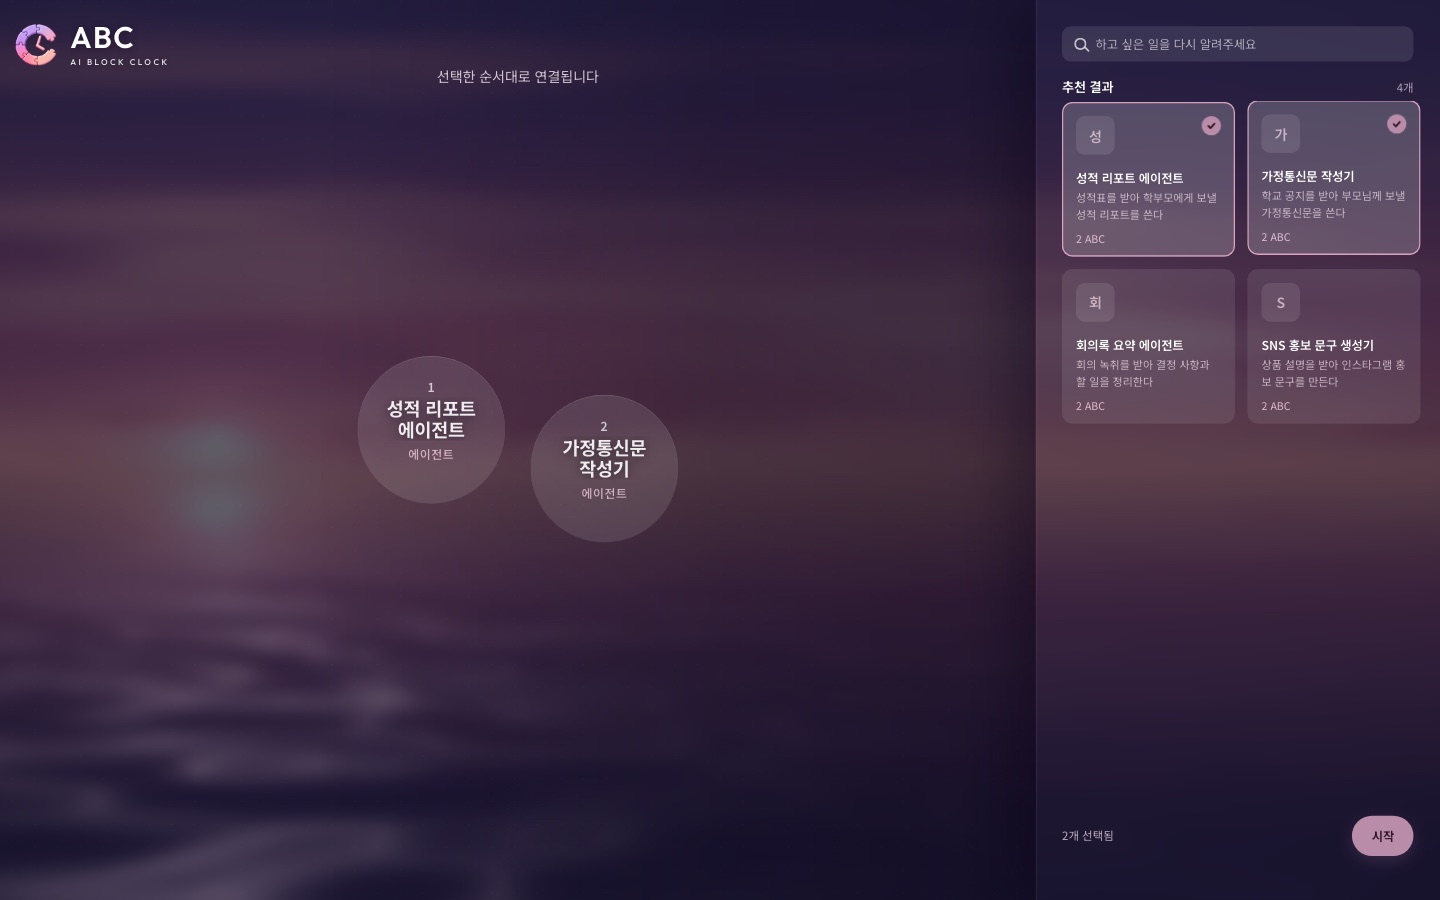 ABC
AI BLOCK CLOCK
선택한 순서대로 연결됩니다
1
성적 리포트
에이전트
에이전트
2
가정통신문
작성기
에이전트
하고 싶은 일을 다시 알려주세요
추천 결과
4개
성
성적 리포트 에이전트
성적표를 받아 학부모에게 보낼
성적 리포트를 쓴다
2 ABC
가
가정통신문 작성기
학교 공지를 받아 부모님께 보낼
가정통신문을 쓴다
2 ABC
회
회의록 요약 에이전트
회의 녹취를 받아 결정 사항과
할 일을 정리한다
2 ABC
S
SNS 홍보 문구 생성기
상품 설명을 받아 인스타그램 홍
보 문구를 만든다
2 ABC
2개 선택됨
시작